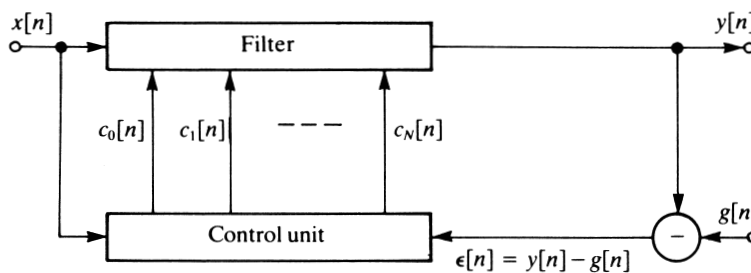 x[n]
Filter
y[n]
c₀[n]
c₁[n]
– – –
c_N[n]
g[n
Control unit
–
ϵ[n] = y[n] – g[n]